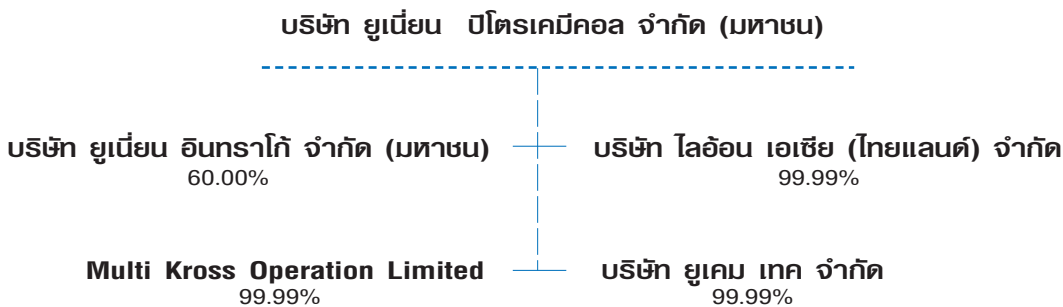 บริษัท ยูเนี่ยน ปิโตรเคมีคอล จำกัด (มหาชน)
บริษัท ยูเนี่ยน อินทราโก้ จำกัด (มหาชน)
60.00%
บริษัท ไลอ้อน เอเซีย (ไทยแลนด์) จำกัด
99.99%
Multi Kross Operation Limited
99.99%
บริษัท ยูเคม เทค จำกัด
99.99%